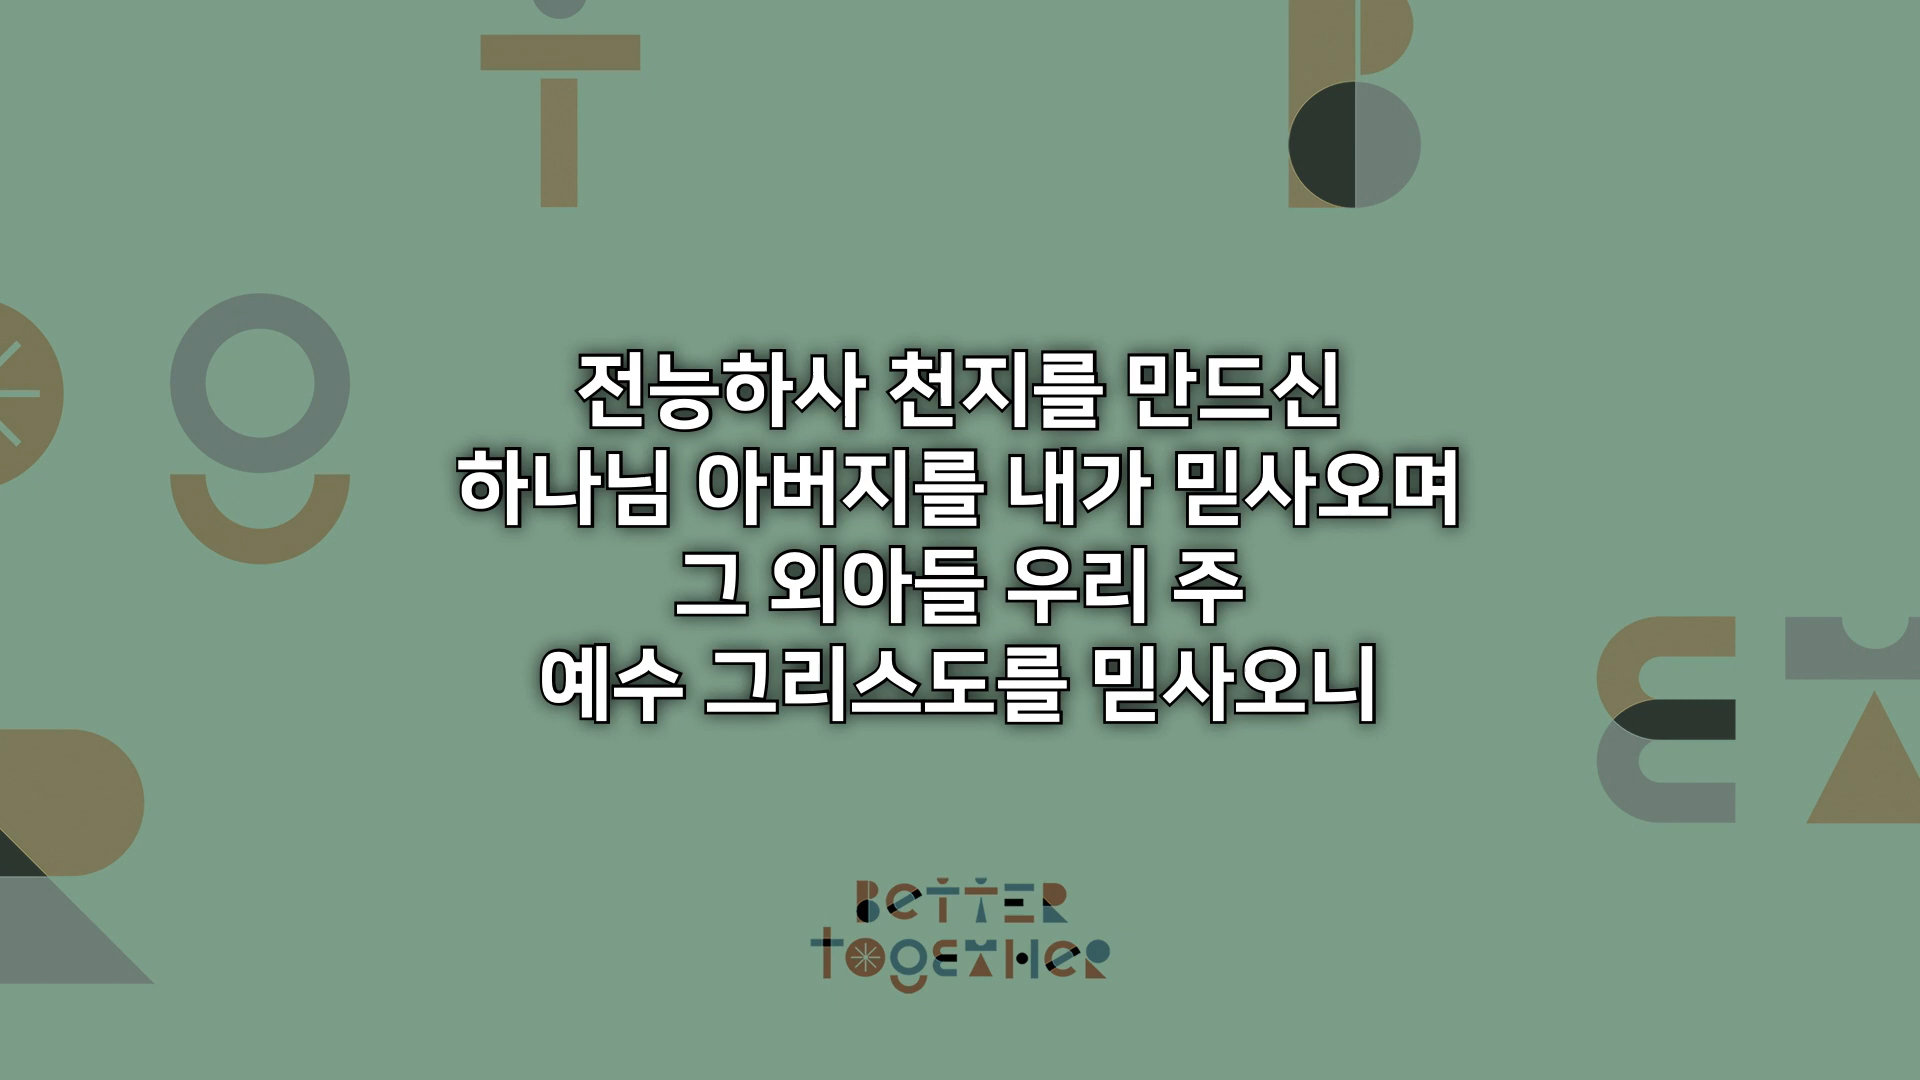 전능하사 천지를 만드신
하나님 아버지를 내가 믿사오며
그 외아들 우리 주
예수 그리스도를 믿사오니
BeTTER
TOgETHeR